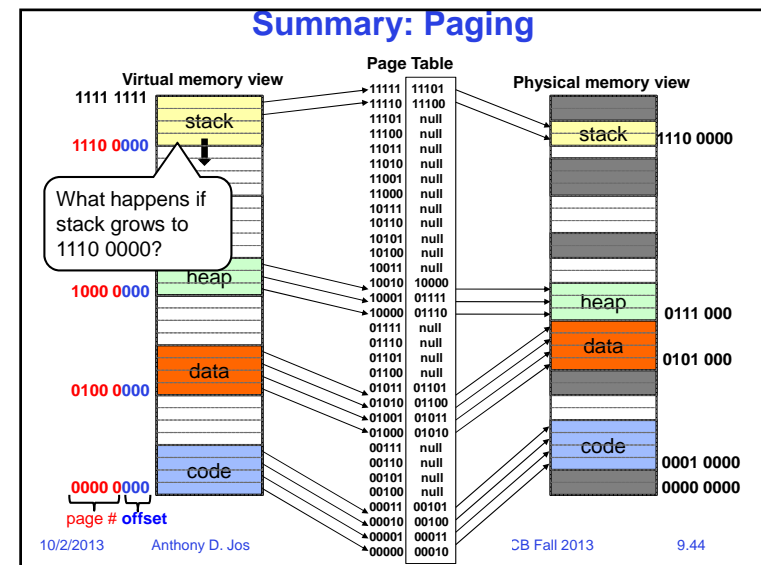 Summary: Paging
Page Table
Virtual memory view
Physical memory view
1111 1111
stack
1110 0000
What happens if
stack grows to
1110 0000?
heap
1000 0000
data
0100 0000
code
0000 0000
page # offset
11111 11101
11110 11100
11101 null
11100 null
11011 null
11010 null
11001 null
11000 null
10111 null
10110 null
10101 null
10100 null
10011 null
10010 10000
10001 01111
10000 01110
01111 null
01110 null
01101 null
01100 null
01011 01101
01010 01100
01001 01011
01000 01010
00111 null
00110 null
00101 null
00100 null
00011 00101
00010 00100
00001 00011
00000 00010
stack
1110 0000
heap
0111 000
data
0101 000
code
0001 0000
0000 0000
10/2/2013 Anthony D. Jos CB Fall 2013 9.44